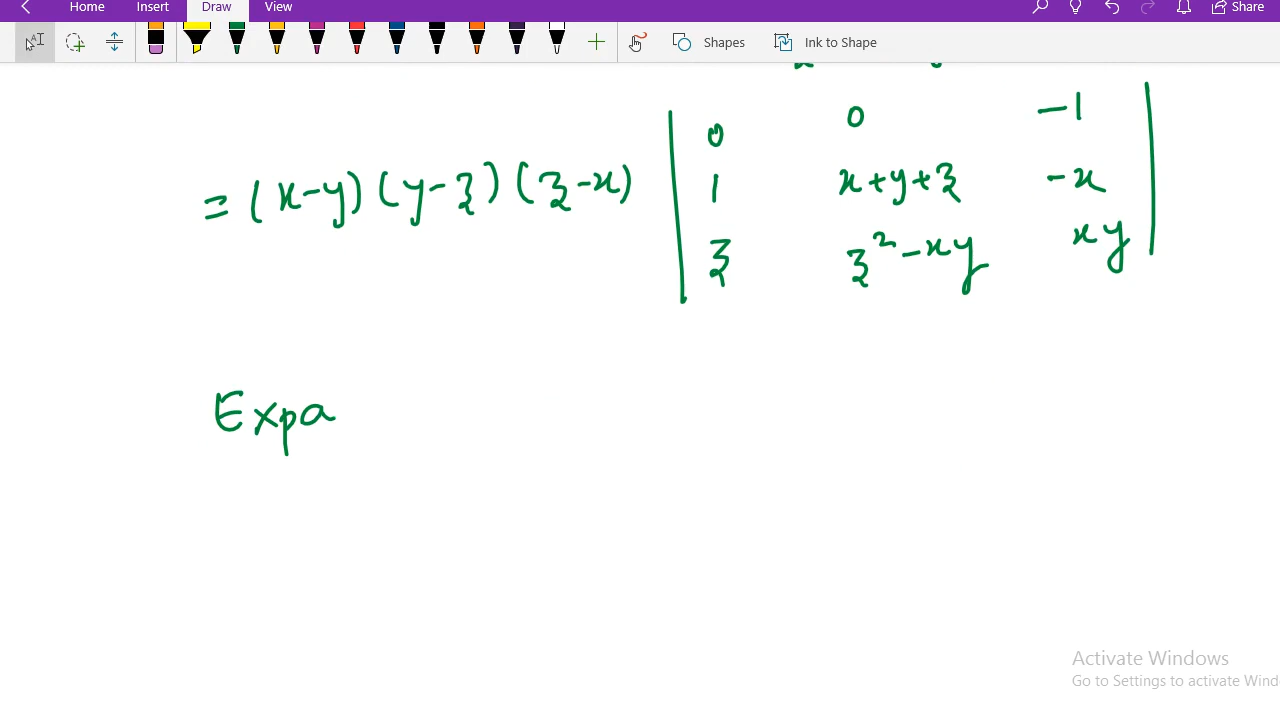 Home Insert Draw View Share
Shapes Ink to Shape
0 0 -1
= (x-y) (y-z) (z-x) 1 x+y+z -x
z z²-xy xy
Expa
Activate Windows
Go to Settings to activate Wind